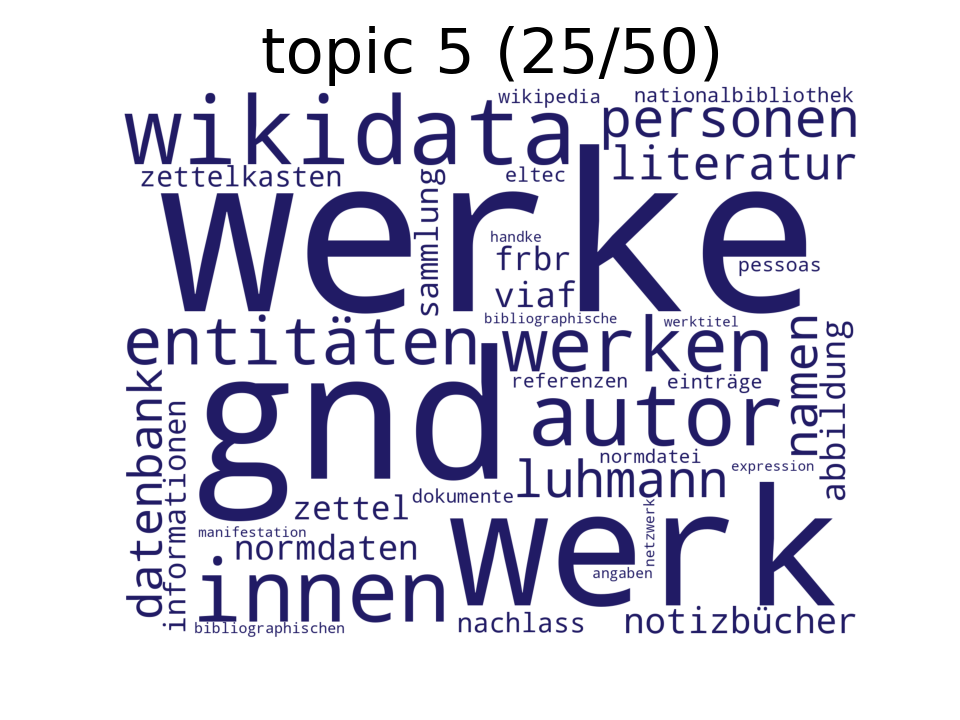 topic 5 (25/50)
wikipedia
nationalbibliothek
wikidata
personen
literatur
zettelkasten
sammlung
eltec
werke
handke
frbr
pessoas
viaf
bibliographische
werktitel
entitäten
werken
namen
abbildung
datenbank
informationen
gnd
referenzen
einträge
autor
normdatei
luhmann
expression
dokumente
zettel
werk
netzwerk
manifestation
normdaten
innen
angaben
bibliographischen
nachlass
notizbücher